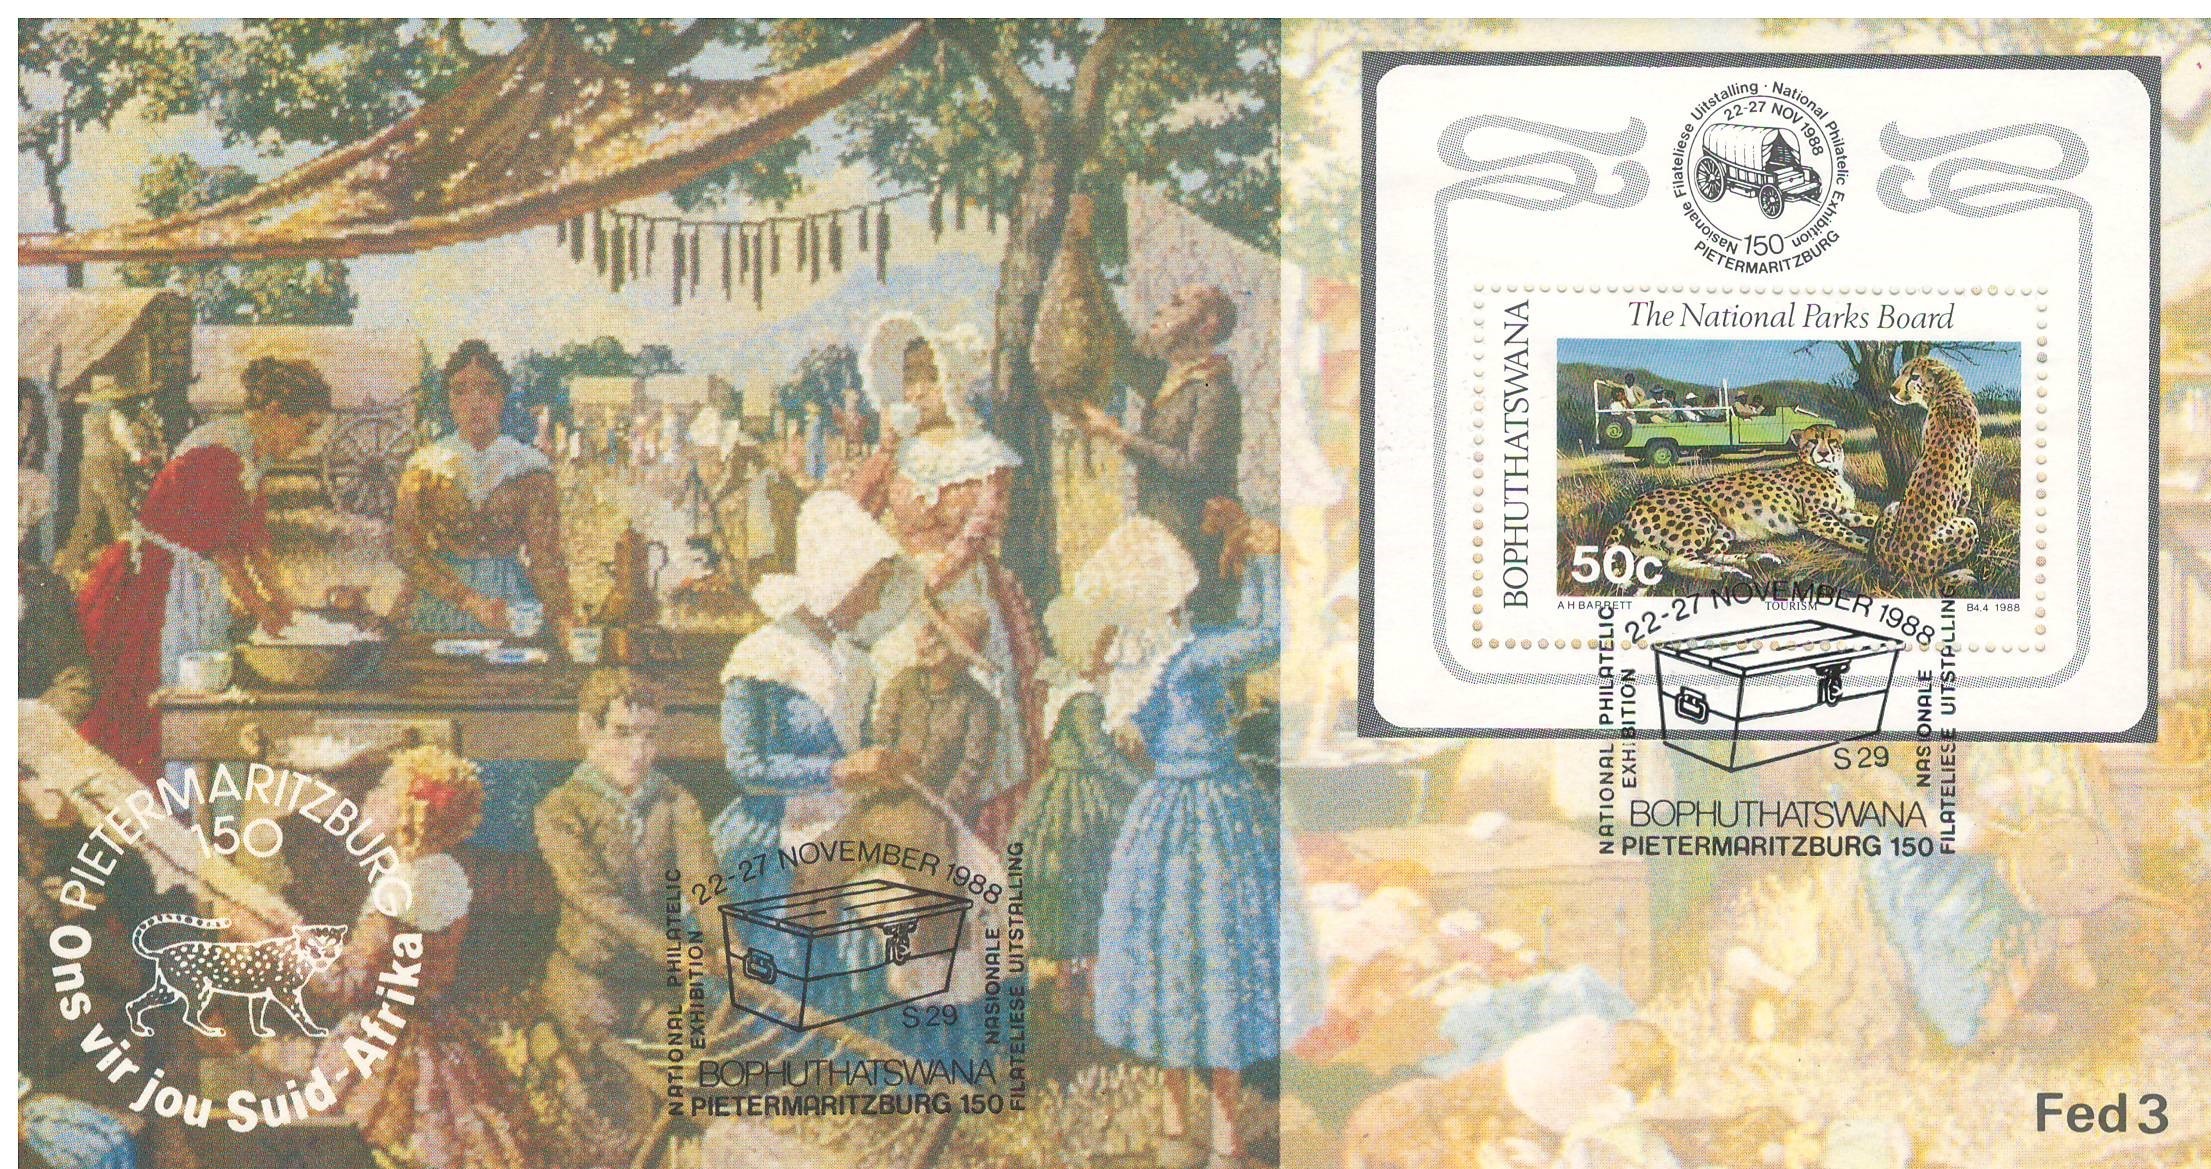 Nasionale Filateliese Uitstalling · National Philatelic Exhibition
22-27 NOV 1988
150
PIETERMARITZBURG
The National Parks Board
BOPHUTHATSWANA
50c
A H BARRETT
TOURISM
B4.4 1988
22-27 NOVEMBER 1988
NATIONAL PHILATELIC
EXHIBITION
NASIONALE
FILATELIESE UITSTALLING
S 29
BOPHUTHATSWANA
PIETERMARITZBURG 150
PIETERMARITZBURG
150
Ons vir jou Suid-Afrika
22-27 NOVEMBER 1988
NATIONAL PHILATELIC
EXHIBITION
NASIONALE
FILATELIESE UITSTALLING
S 29
BOPHUTHATSWANA
PIETERMARITZBURG 150
Fed 3